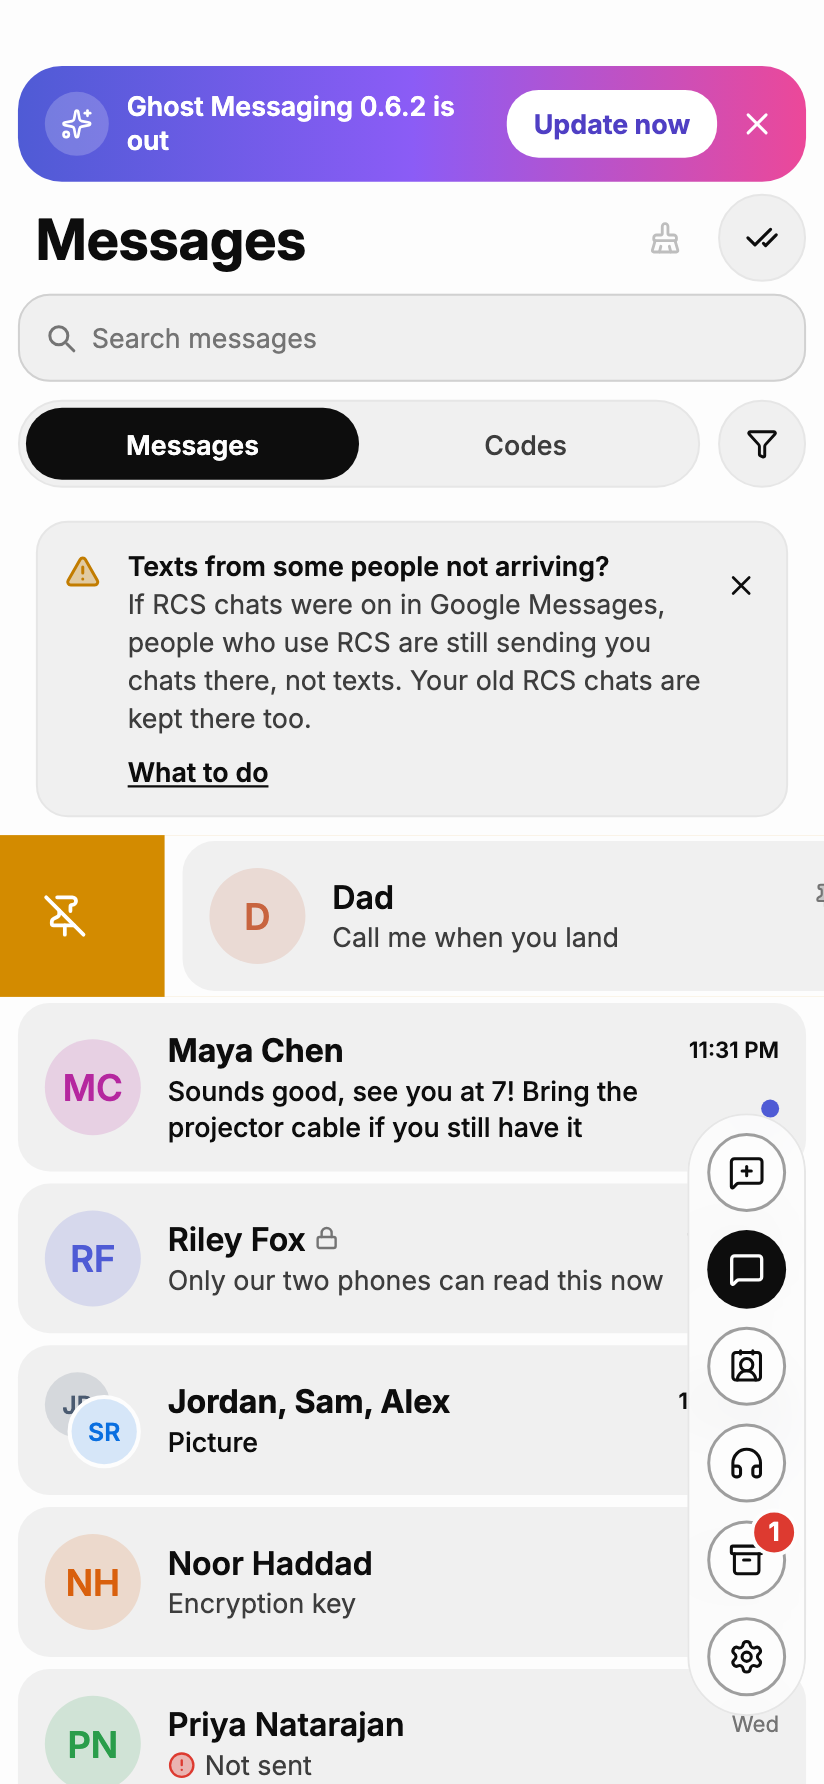 Ghost Messaging 0.6.2 is
out
Update now
Messages
Search messages
Messages
Codes
Texts from some people not arriving?
If RCS chats were on in Google Messages,
people who use RCS are still sending you
chats there, not texts. Your old RCS chats are
kept there too.
What to do
D
Dad
Call me when you land
MC
Maya Chen
11:31 PM
Sounds good, see you at 7! Bring the
projector cable if you still have it
RF
Riley Fox
Only our two phones can read this now
SR
Jordan, Sam, Alex
Picture
1
NH
Noor Haddad
Encryption key
PN
Priya Natarajan
Wed
Not sent